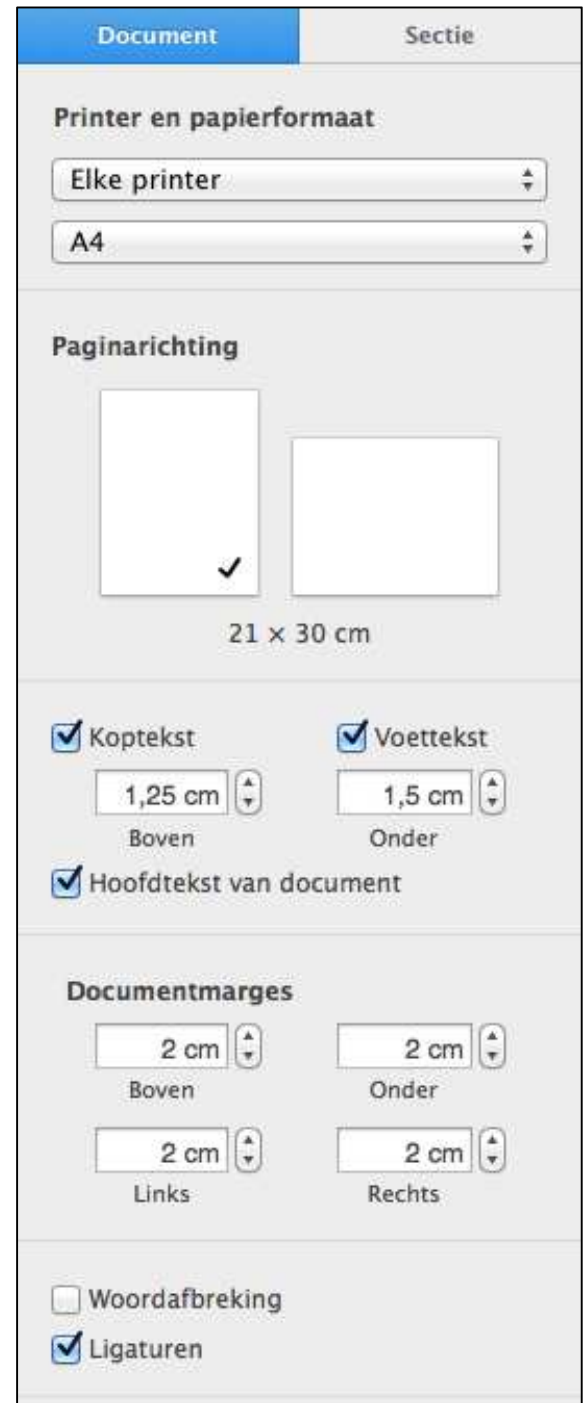 Document Sectie
Printer en papierformaat
Elke printer
A4
Paginarichting
21 × 30 cm
Koptekst Voettekst
1,25 cm 1,5 cm
Boven Onder
Hoofdtekst van document
Documentmarges
2 cm 2 cm
Boven Onder
2 cm 2 cm
Links Rechts
Woordafbreking
Ligaturen